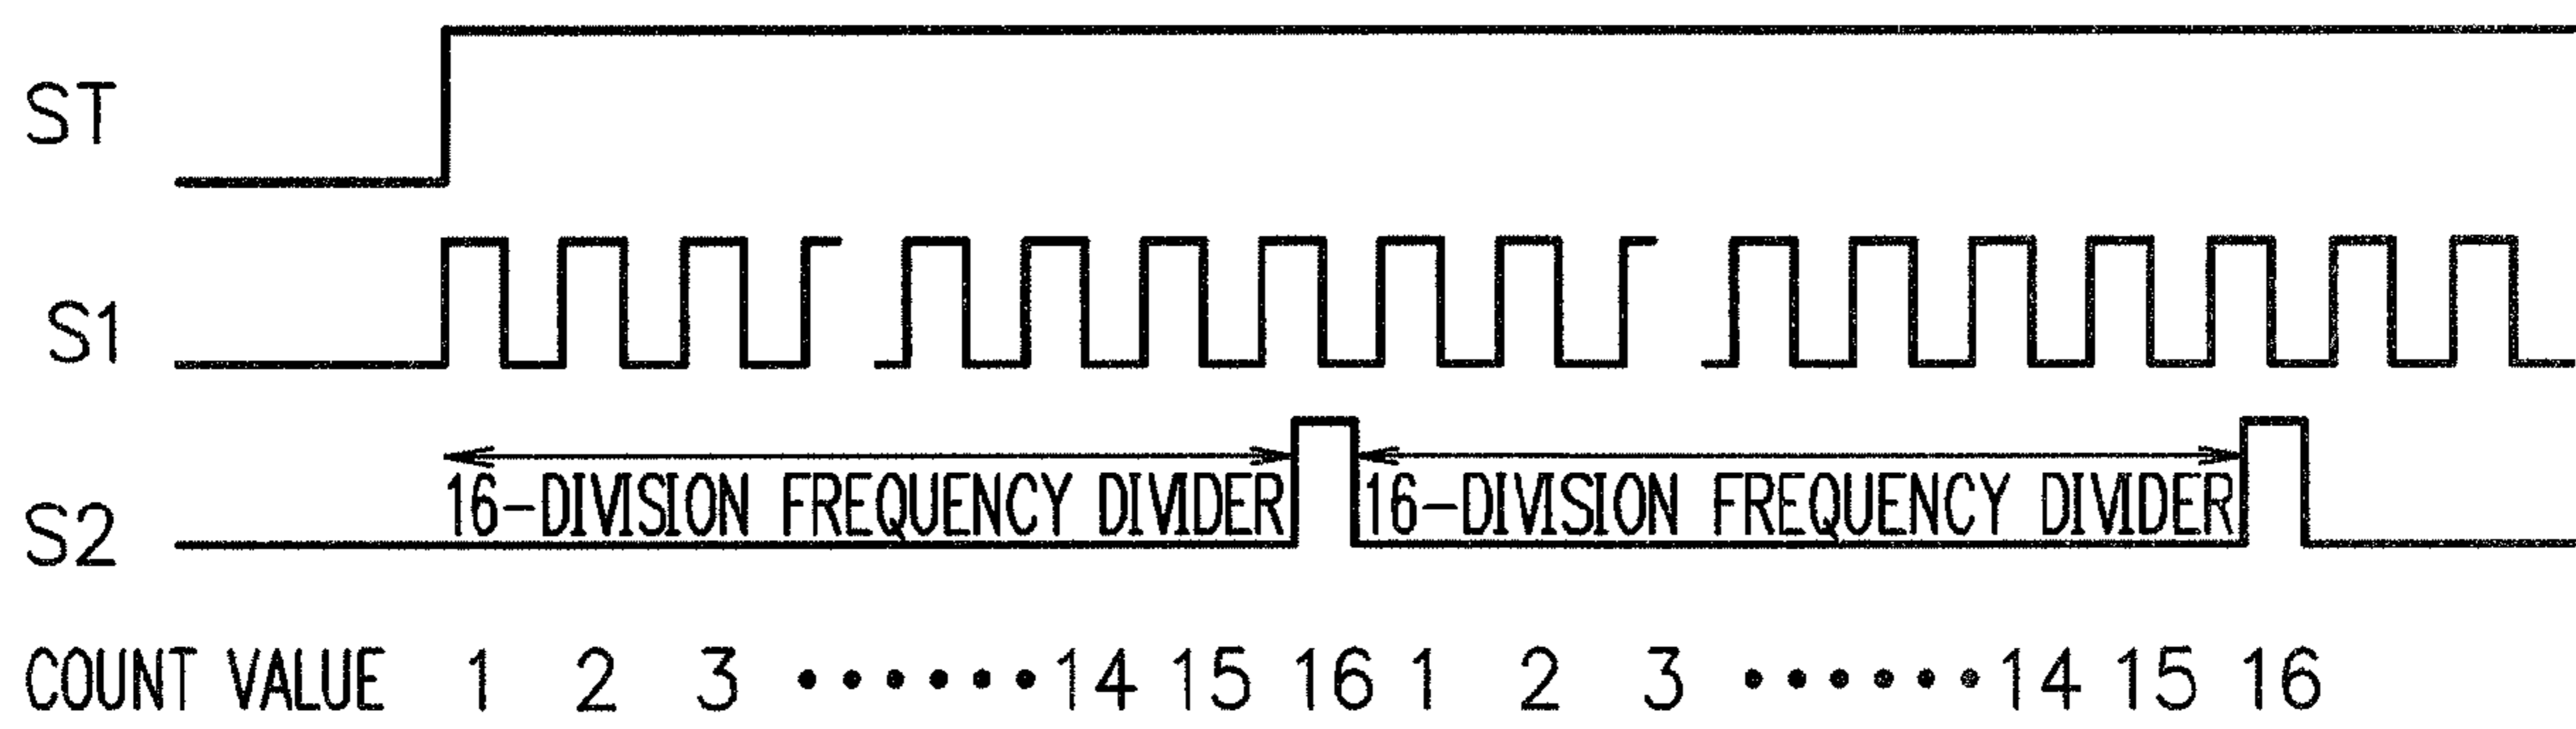 ST
S1
16-DIVISION FREQUENCY DIVIDER 16-DIVISION FREQUENCY DIVIDER
S2
COUNT VALUE 1 2 3 •••••• 14 15 16 1 2 3 •••••• 14 15 16